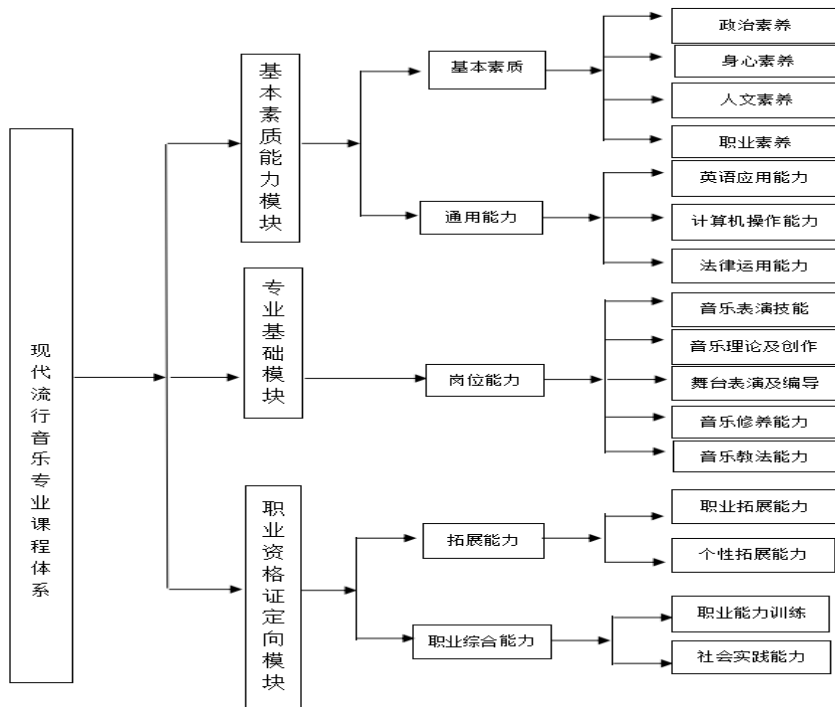 现代流行音乐专业课程体系
基本素质能力模块
基本素质
政治素养
身心素养
人文素养
职业素养
通用能力
英语应用能力
计算机操作能力
法律运用能力
专业基础模块
岗位能力
音乐表演技能
音乐理论及创作
舞台表演及编导
音乐修养能力
音乐教法能力
职业资格证定向模块
拓展能力
职业拓展能力
个性拓展能力
职业综合能力
职业能力训练
社会实践能力